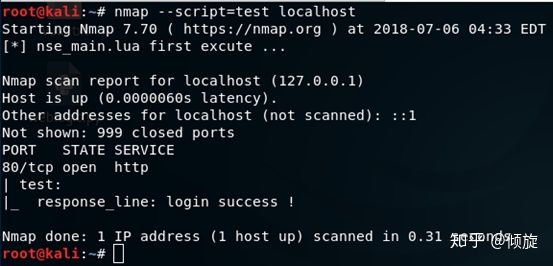 root@kali:~# nmap --script=test localhost
Starting Nmap 7.70 ( https://nmap.org ) at 2018-07-06 04:33 EDT
[*] nse_main.lua first excute ...
Nmap scan report for localhost (127.0.0.1)
Host is up (0.0000060s latency).
Other addresses for localhost (not scanned): ::1
Not shown: 999 closed ports
PORT   STATE SERVICE
80/tcp open  http
| test:
|_  response_line: login success !
Nmap done: 1 IP address (1 host up) scanned in 0.31 seconds
root@kali:~#
知乎 @倾旋